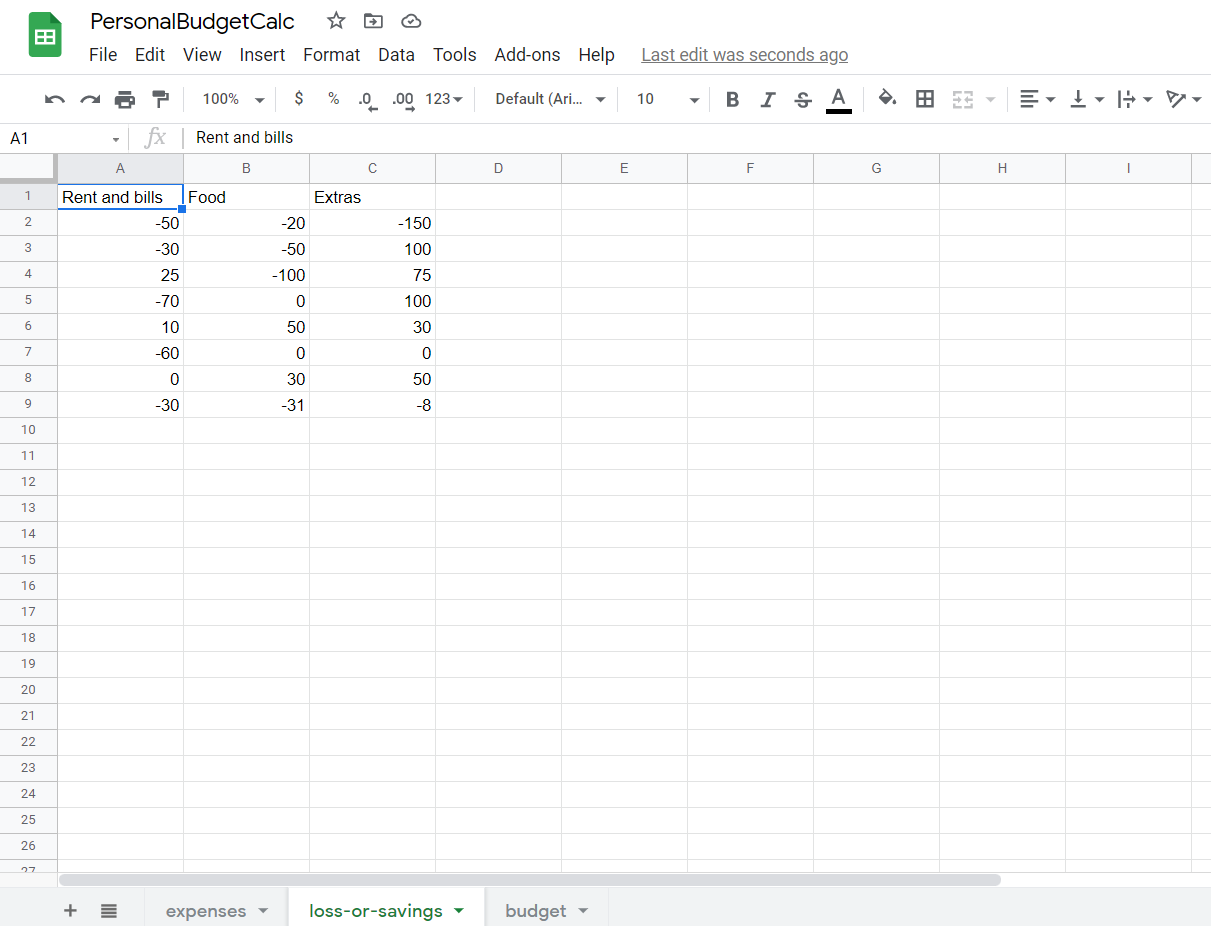 PersonalBudgetCalc
File Edit View Insert Format Data Tools Add-ons Help Last edit was seconds ago
100% $ % .0 .00 123 Default (Ari... 10 B I S A
A1 fx Rent and bills
A B C D E F G H I
1 Rent and bills Food Extras
2 -50 -20 -150
3 -30 -50 100
4 25 -100 75
5 -70 0 100
6 10 50 30
7 -60 0 0
8 0 30 50
9 -30 -31 -8
10
11
12
13
14
15
16
17
18
19
20
21
22
23
24
25
26
27
+ expenses loss-or-savings budget